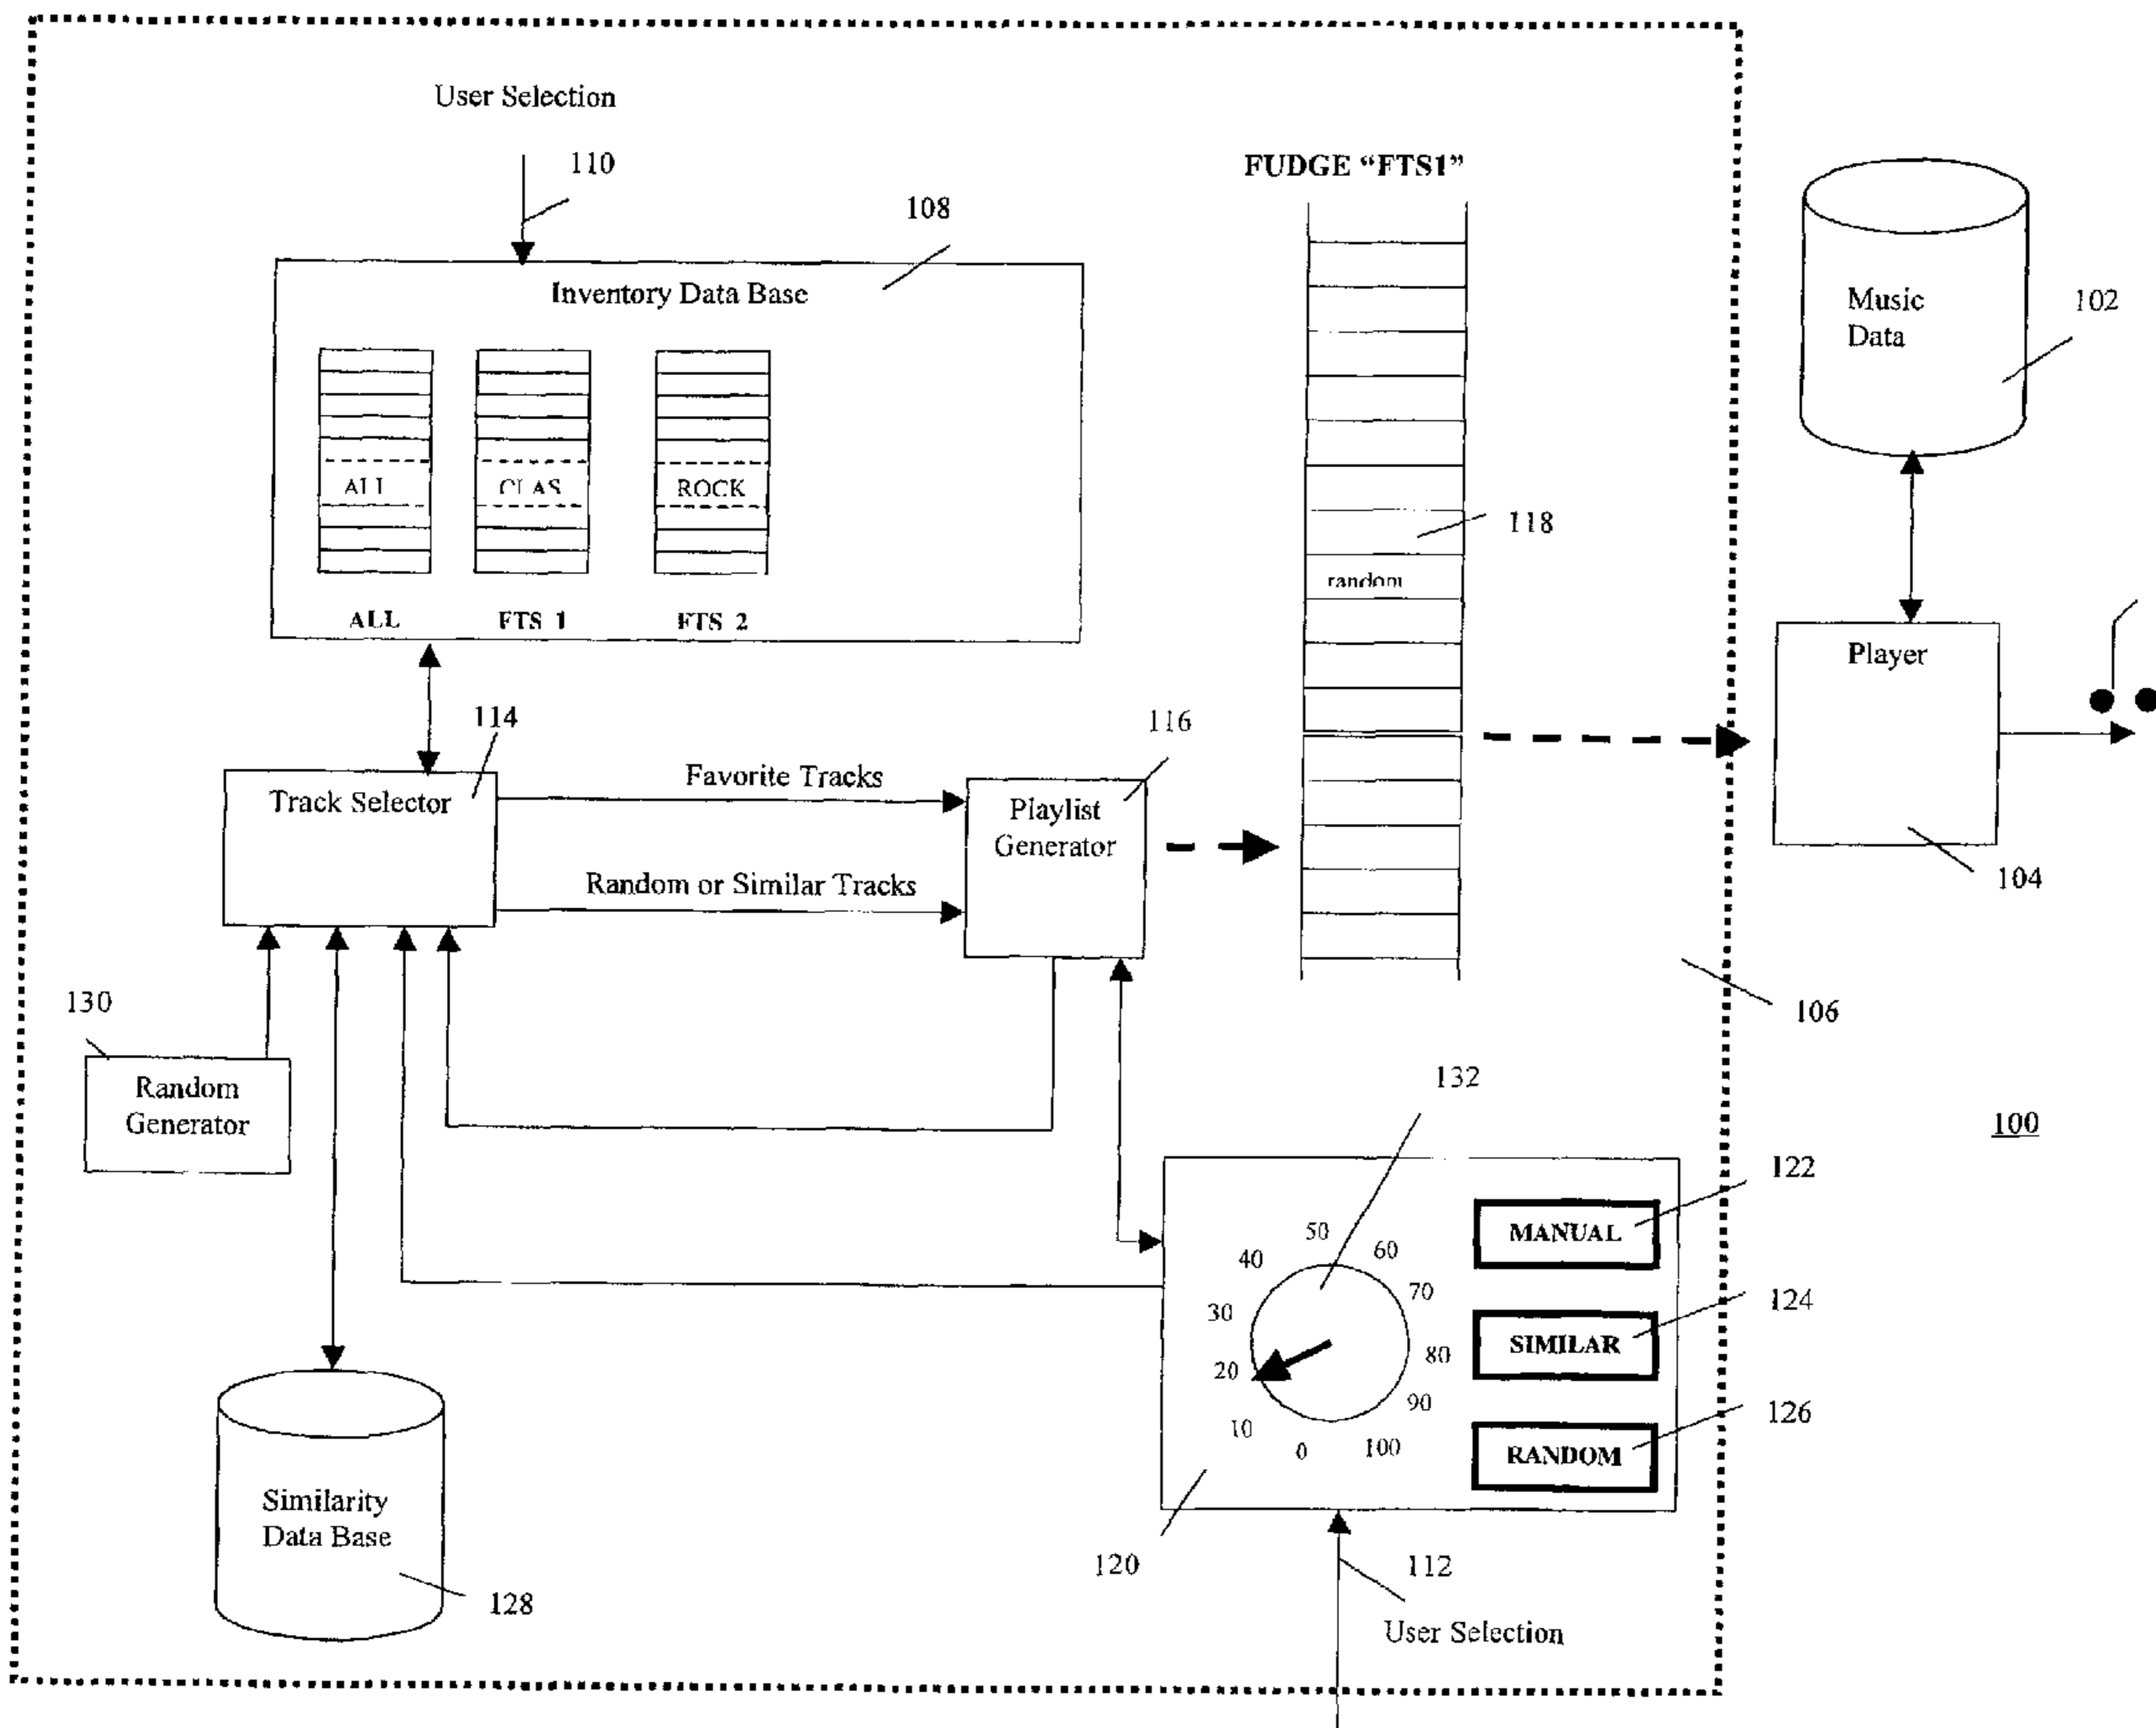 User Selection
110
108
FUDGE “FTS1”
Inventory Data Base
ALL
CLAS
ROCK
ALL
FTS 1
FTS 2
random
118
Music
Data
102
Player
104
114
Track Selector
Favorite Tracks
Random or Similar Tracks
116
Playlist
Generator
106
100
130
Random
Generator
132
0
10
20
30
40
50
60
70
80
90
100
MANUAL
122
SIMILAR
124
RANDOM
126
120
112
User Selection
Similarity
Data Base
128